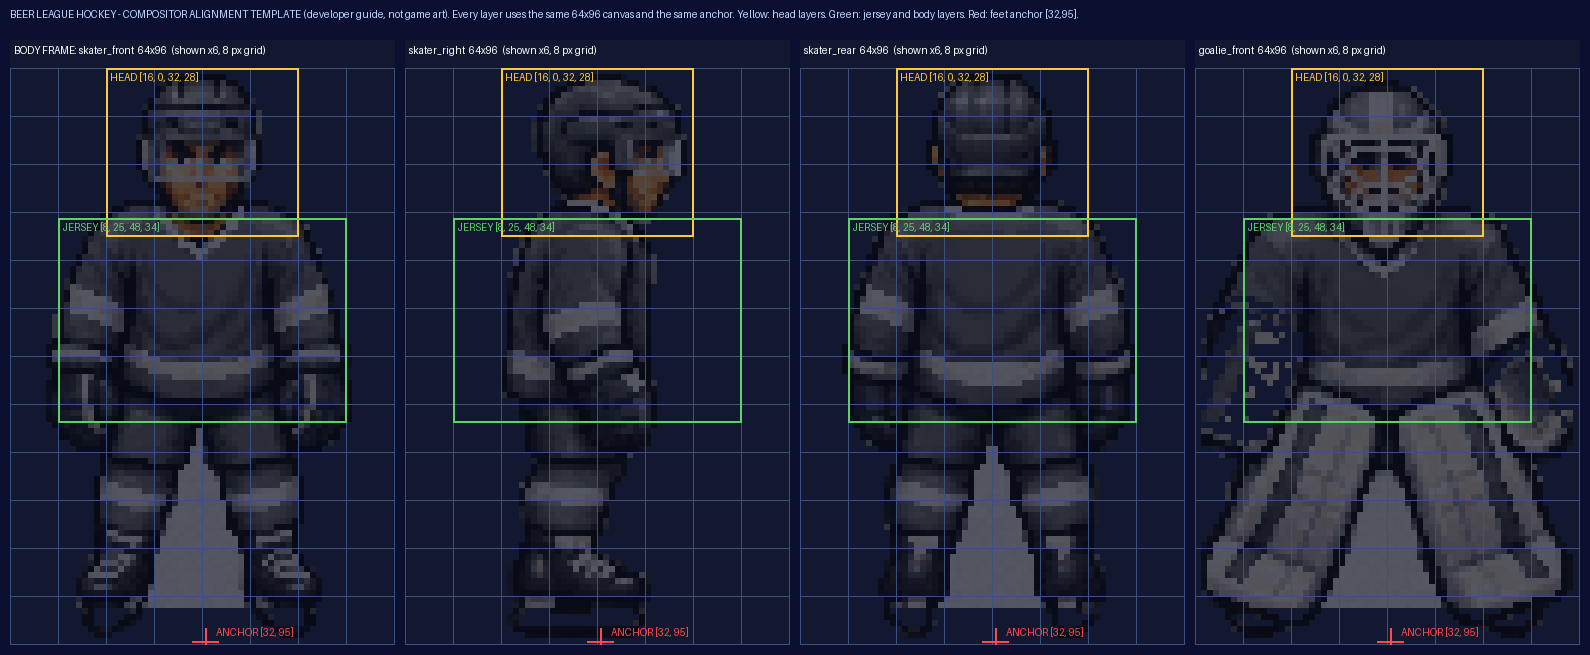 BEER LEAGUE HOCKEY - COMPOSITOR ALIGNMENT TEMPLATE (developer guide, not game art). Every layer uses the same 64x96 canvas and the same anchor. Yellow: head layers. Green: jersey and body layers. Red: feet anchor [32,95].
BODY FRAME: skater_front 64x96 (shown x6, 8 px grid)
skater_right 64x96 (shown x6, 8 px grid)
skater_rear 64x96 (shown x6, 8 px grid)
goalie_front 64x96 (shown x6, 8 px grid)
HEAD [16, 0, 32, 28]
HEAD [16, 0, 32, 28]
HEAD [16, 0, 32, 28]
HEAD [16, 0, 32, 28]
JERSEY [8, 25, 48, 34]
JERSEY [8, 25, 48, 34]
JERSEY [8, 25, 48, 34]
JERSEY [8, 25, 48, 34]
ANCHOR [32,95]
ANCHOR [32,95]
ANCHOR [32,95]
ANCHOR [32,95]